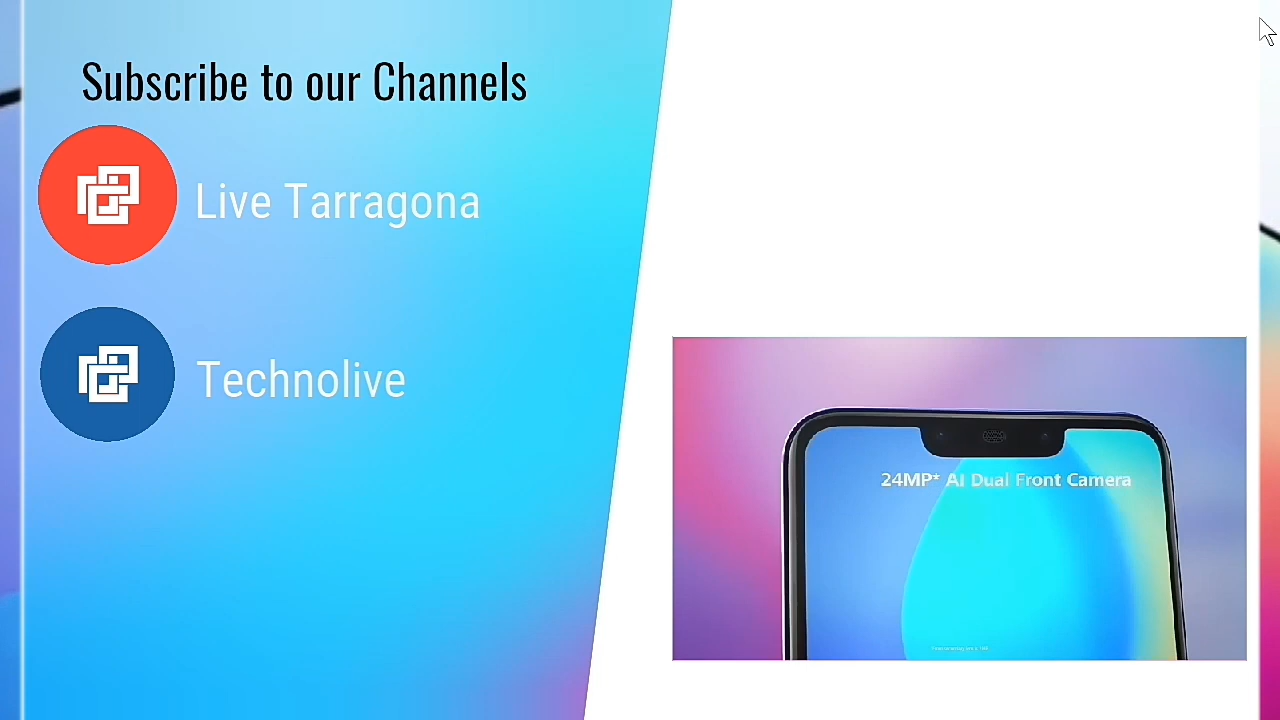 Subscribe to our Channels
Live Tarragona
Technolive
24MP* AI Dual Front Camera